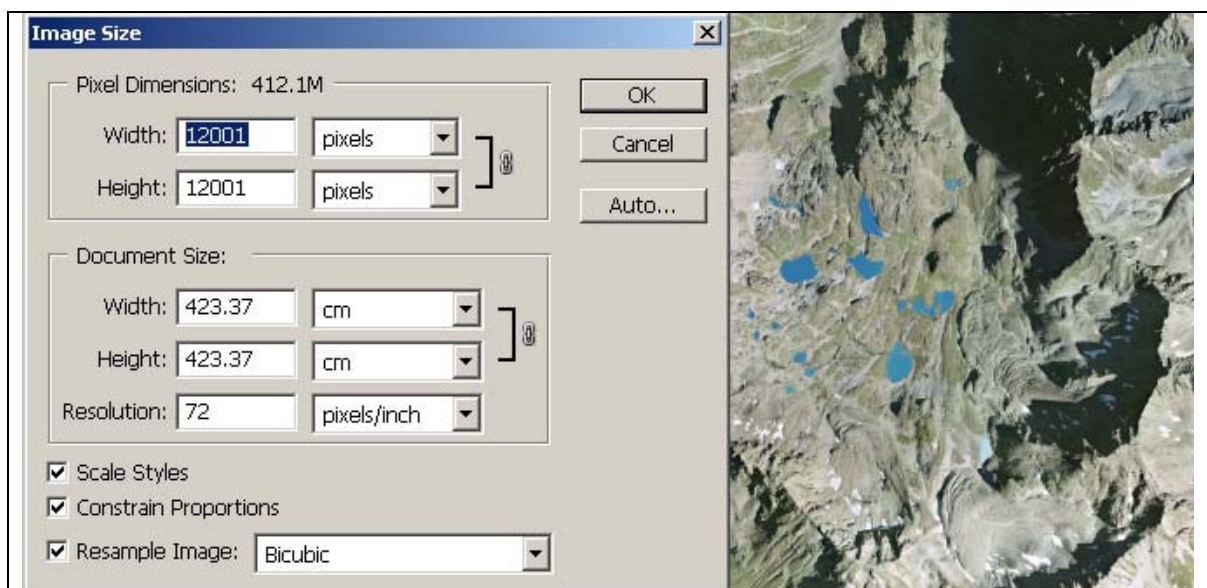 Image Size
Pixel Dimensions: 412.1M
OK
Width: 12001 pixels
Cancel
Height: 12001 pixels
Auto...
Document Size:
Width: 423.37 cm
Height: 423.37 cm
Resolution: 72 pixels/inch
Scale Styles
Constrain Proportions
Resample Image: Bicubic